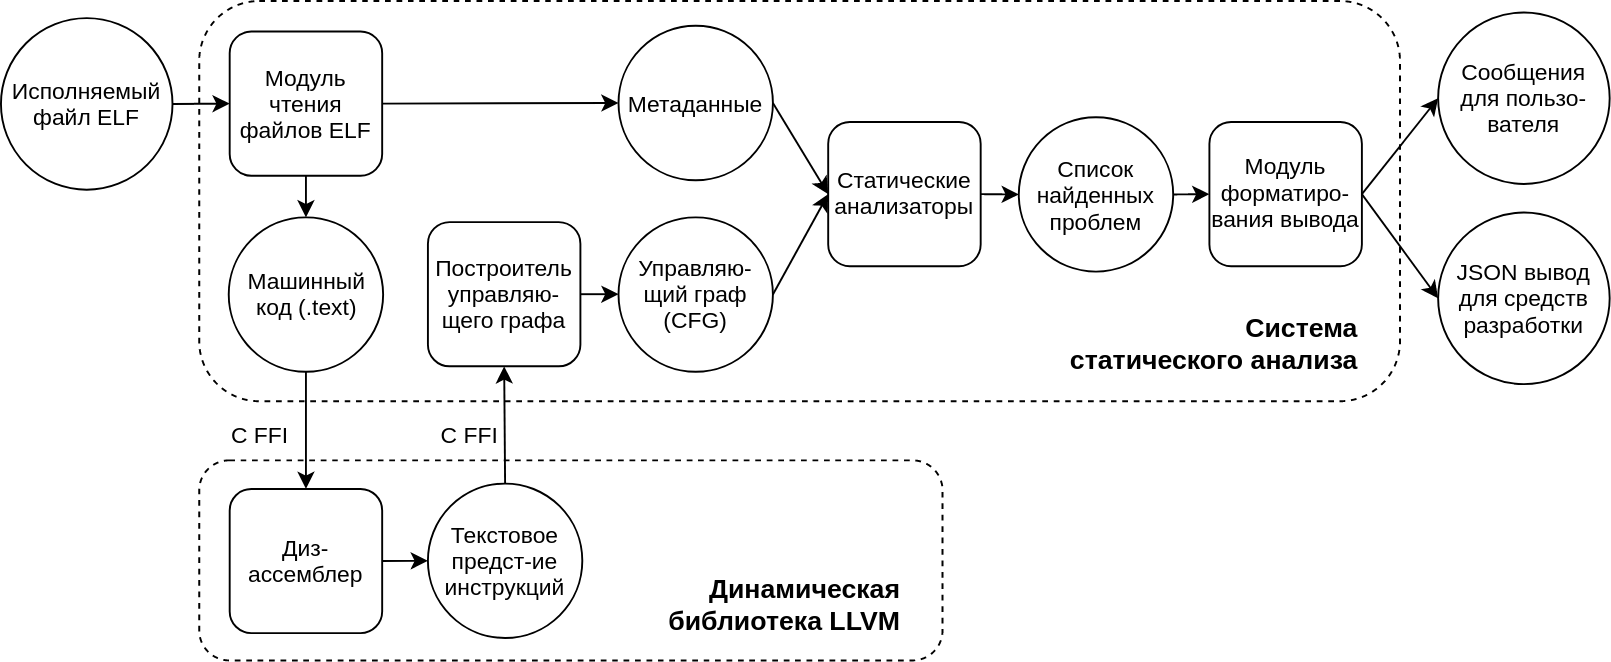 Исполняемый
файл ELF
Модуль
чтения
файлов ELF
Метаданные
Статические
анализаторы
Список
найденных
проблем
Модуль
форматиро-
вания вывода
Сообщения
для пользо-
вателя
JSON вывод
для средств
разработки
Машинный
код (.text)
Построитель
управляю-
щего графа
Управляю-
щий граф
(CFG)
Система
статического анализа
C FFI
C FFI
Диз-
ассемблер
Текстовое
предст-ие
инструкций
Динамическая
библиотека LLVM